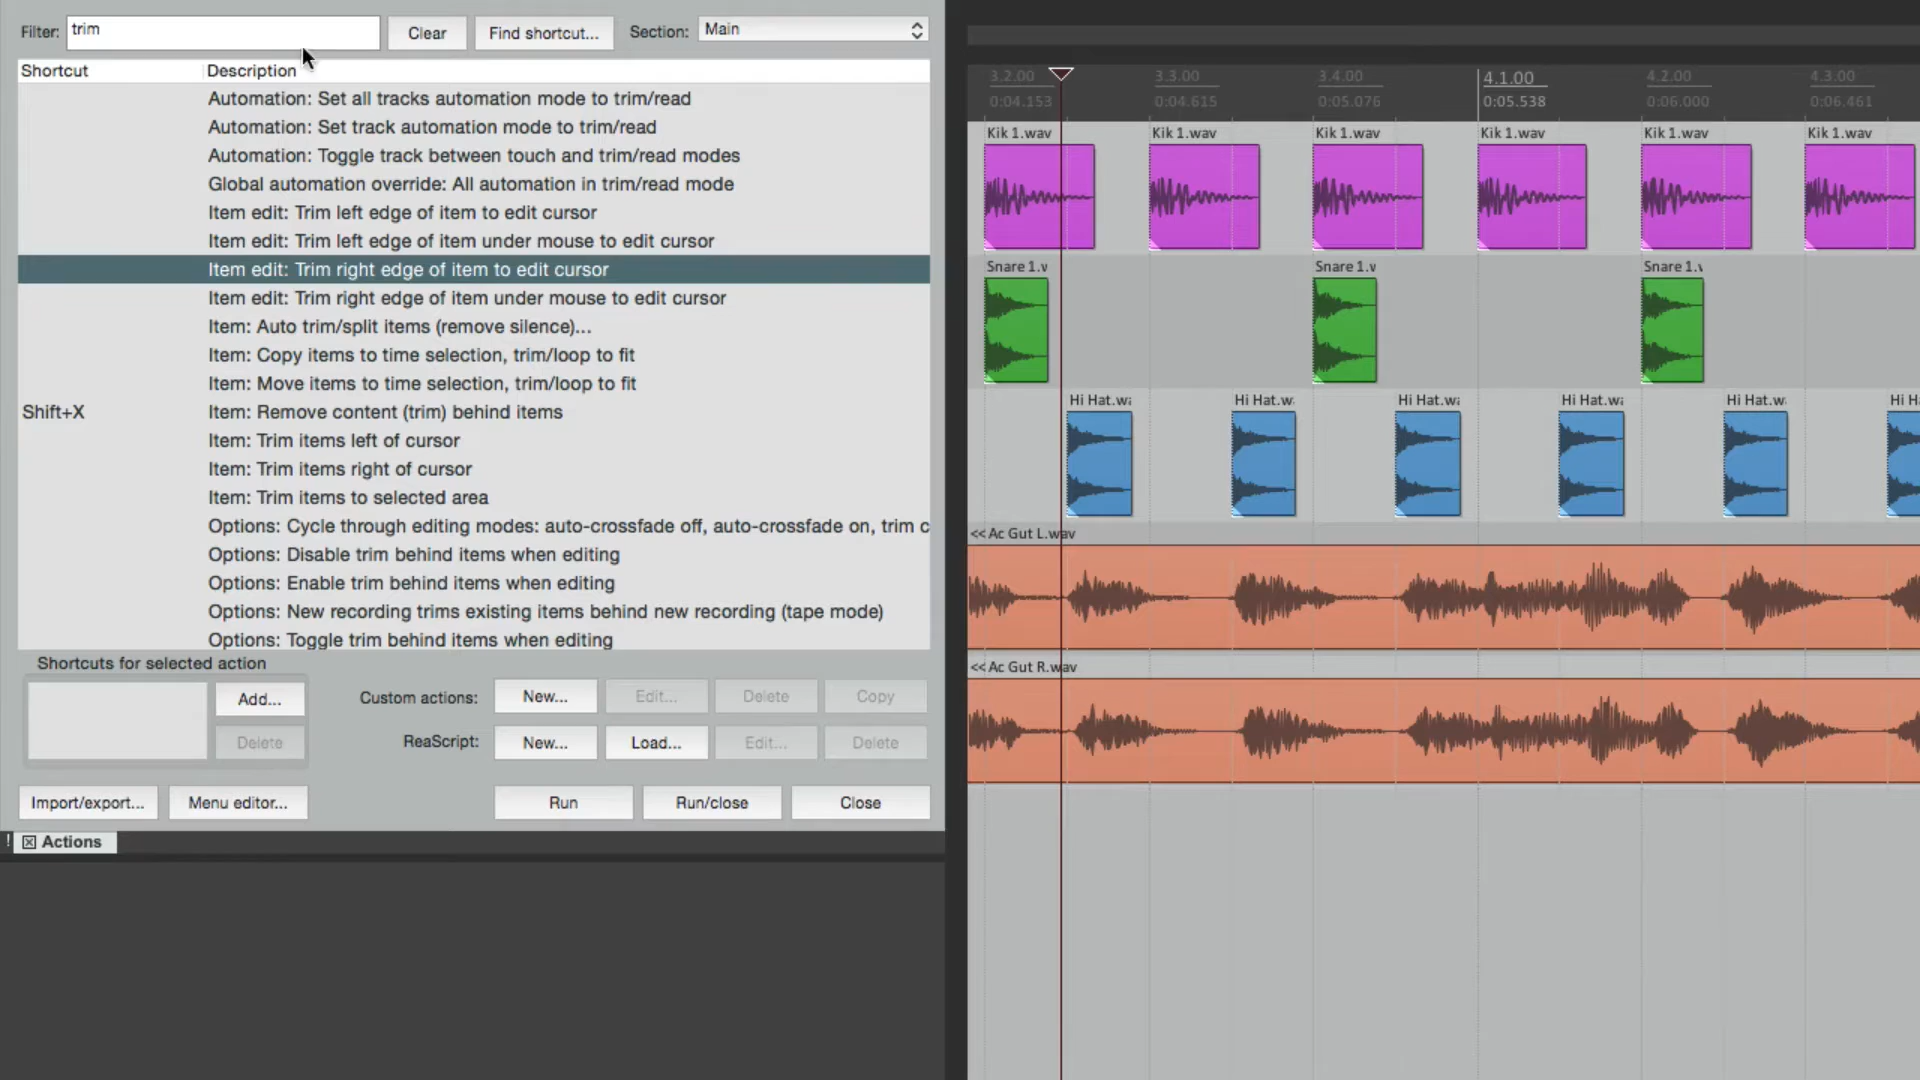 Filter: trim Clear Find shortcut... Section: Main
Shortcut Description
Automation: Set all tracks automation mode to trim/read
Automation: Set track automation mode to trim/read
Automation: Toggle track between touch and trim/read modes
Global automation override: All automation in trim/read mode
Item edit: Trim left edge of item to edit cursor
Item edit: Trim left edge of item under mouse to edit cursor
Item edit: Trim right edge of item to edit cursor
Item edit: Trim right edge of item under mouse to edit cursor
Item: Auto trim/split items (remove silence)...
Item: Copy items to time selection, trim/loop to fit
Item: Move items to time selection, trim/loop to fit
Shift+X Item: Remove content (trim) behind items
Item: Trim items left of cursor
Item: Trim items right of cursor
Item: Trim items to selected area
Options: Cycle through editing modes: auto-crossfade off, auto-crossfade on, trim c
Options: Disable trim behind items when editing
Options: Enable trim behind items when editing
Options: New recording trims existing items behind new recording (tape mode)
Options: Toggle trim behind items when editing
Shortcuts for selected action
Add... Custom actions: New... Edit... Delete Copy
Delete ReaScript: New... Load... Edit... Delete
Import/export... Menu editor... Run Run/close Close
! Actions
3.2.00 3.3.00 3.4.00 4.1.00 4.2.00 4.3.00
0:04.153 0:04.615 0:05.076 0:05.538 0:06.000 0:06.461
Kik 1.wav Kik 1.wav Kik 1.wav Kik 1.wav Kik 1.wav Kik 1.wav
Snare 1.v Snare 1.v Snare 1.v
Hi Hat.wa Hi Hat.w Hi Hat.wa Hi Hat.wa Hi Hat.w Hi H
<< Ac Gut L.wav
<< Ac Gut R.wav